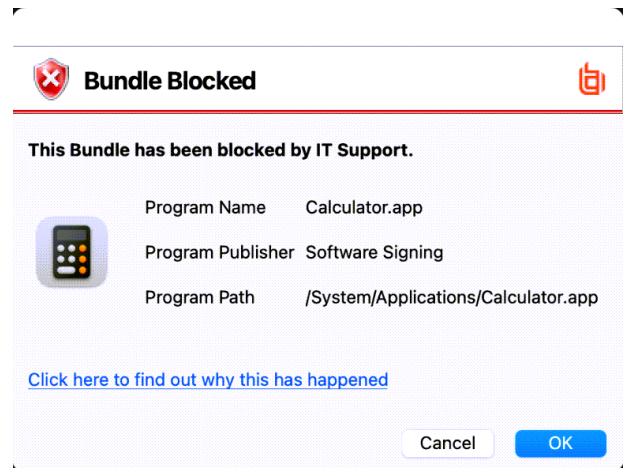 Bundle Blocked
This Bundle has been blocked by IT Support.
Program Name Calculator.app
Program Publisher Software Signing
Program Path /System/Applications/Calculator.app
Click here to find out why this has happened
Cancel OK